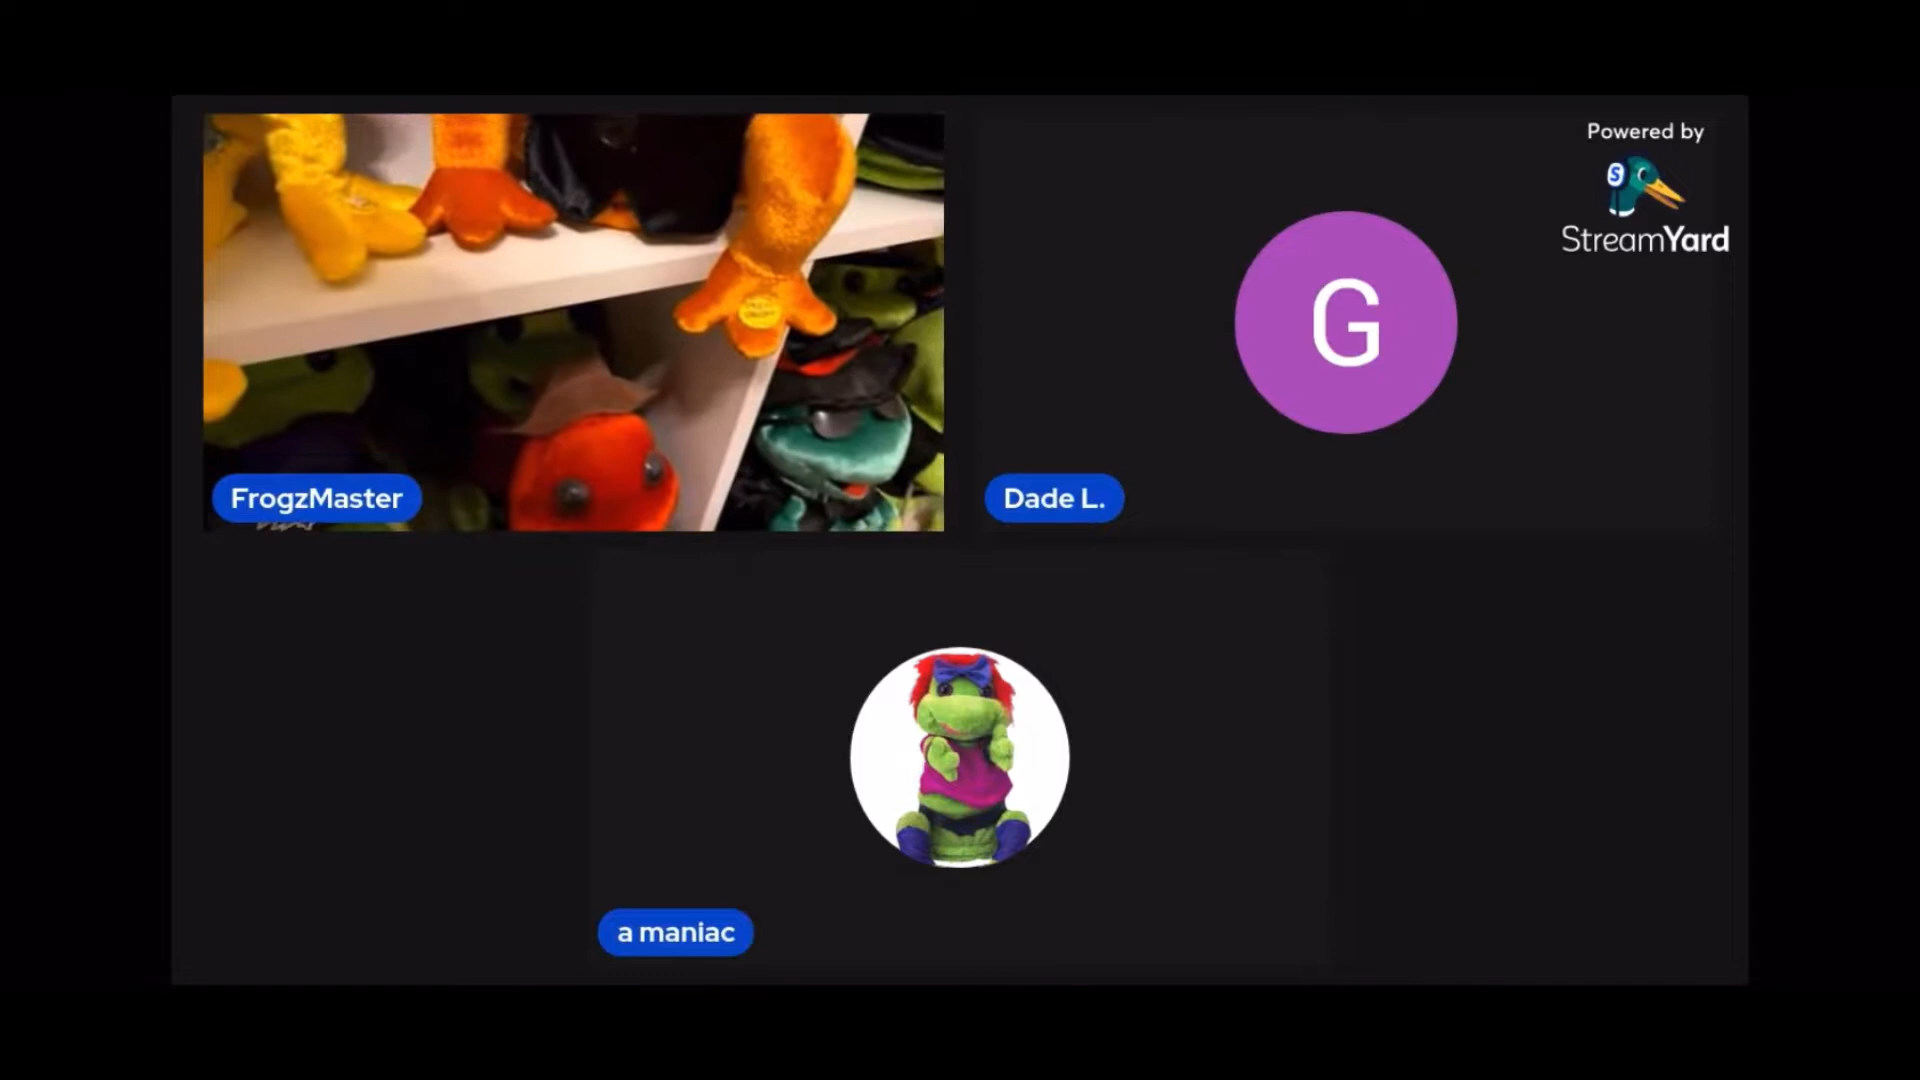 Powered by
S
StreamYard
G
FrogzMaster
Dade L.
a maniac